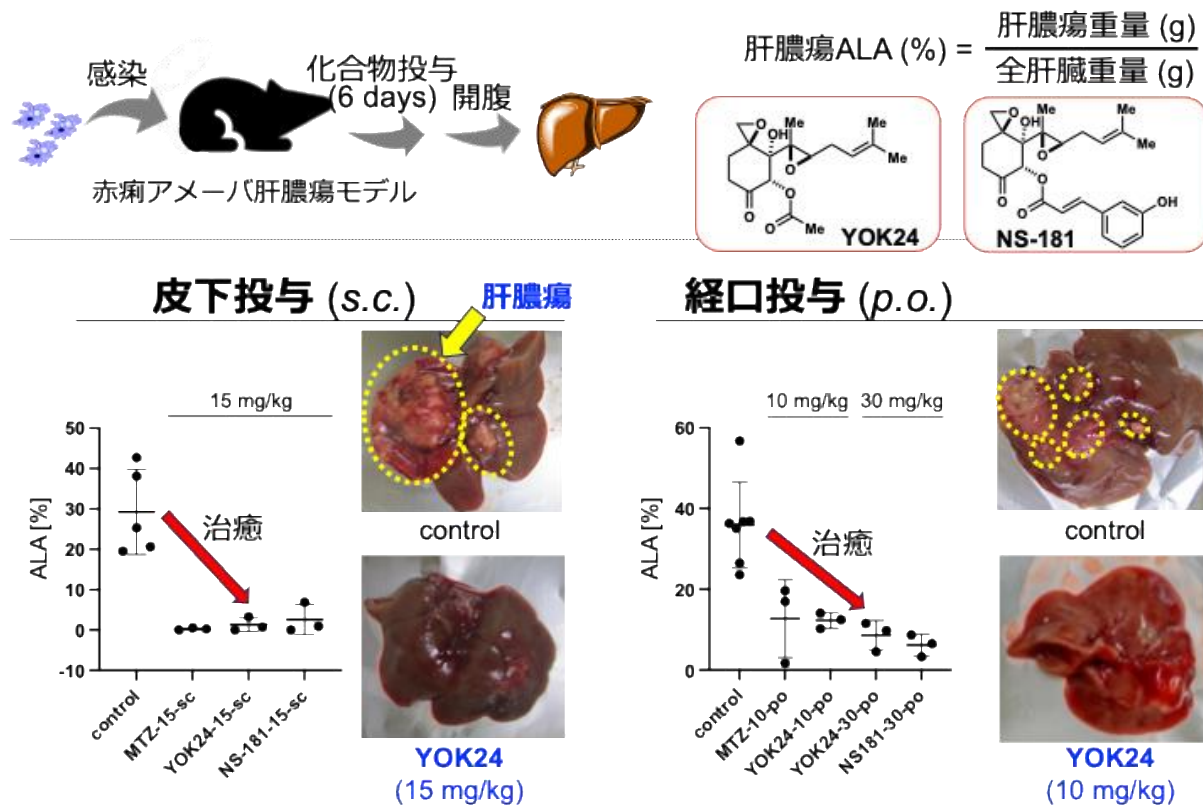 感染
化合物投与
(6 days)
開腹
赤痢アメーバ肝膿瘍モデル
肝膿瘍ALA (%) = 肝膿瘍重量 (g)
全肝臓重量 (g)
O
OH
Me
O
Me
Me
O
O
O
Me
YOK24
O
OH
Me
O
Me
Me
O
O
O
OH
NS-181
皮下投与 (s.c.)
肝膿瘍
15 mg/kg
ALA [%]
50
40
30
20
10
0
-10
治癒
control
MTZ-15-sc
YOK24-15-sc
NS-181-15-sc
control
YOK24
(15 mg/kg)
経口投与 (p.o.)
10 mg/kg
30 mg/kg
ALA [%]
60
40
20
0
治癒
control
MTZ-10-po
YOK24-10-po
YOK24-30-po
NS181-30-po
control
YOK24
(10 mg/kg)